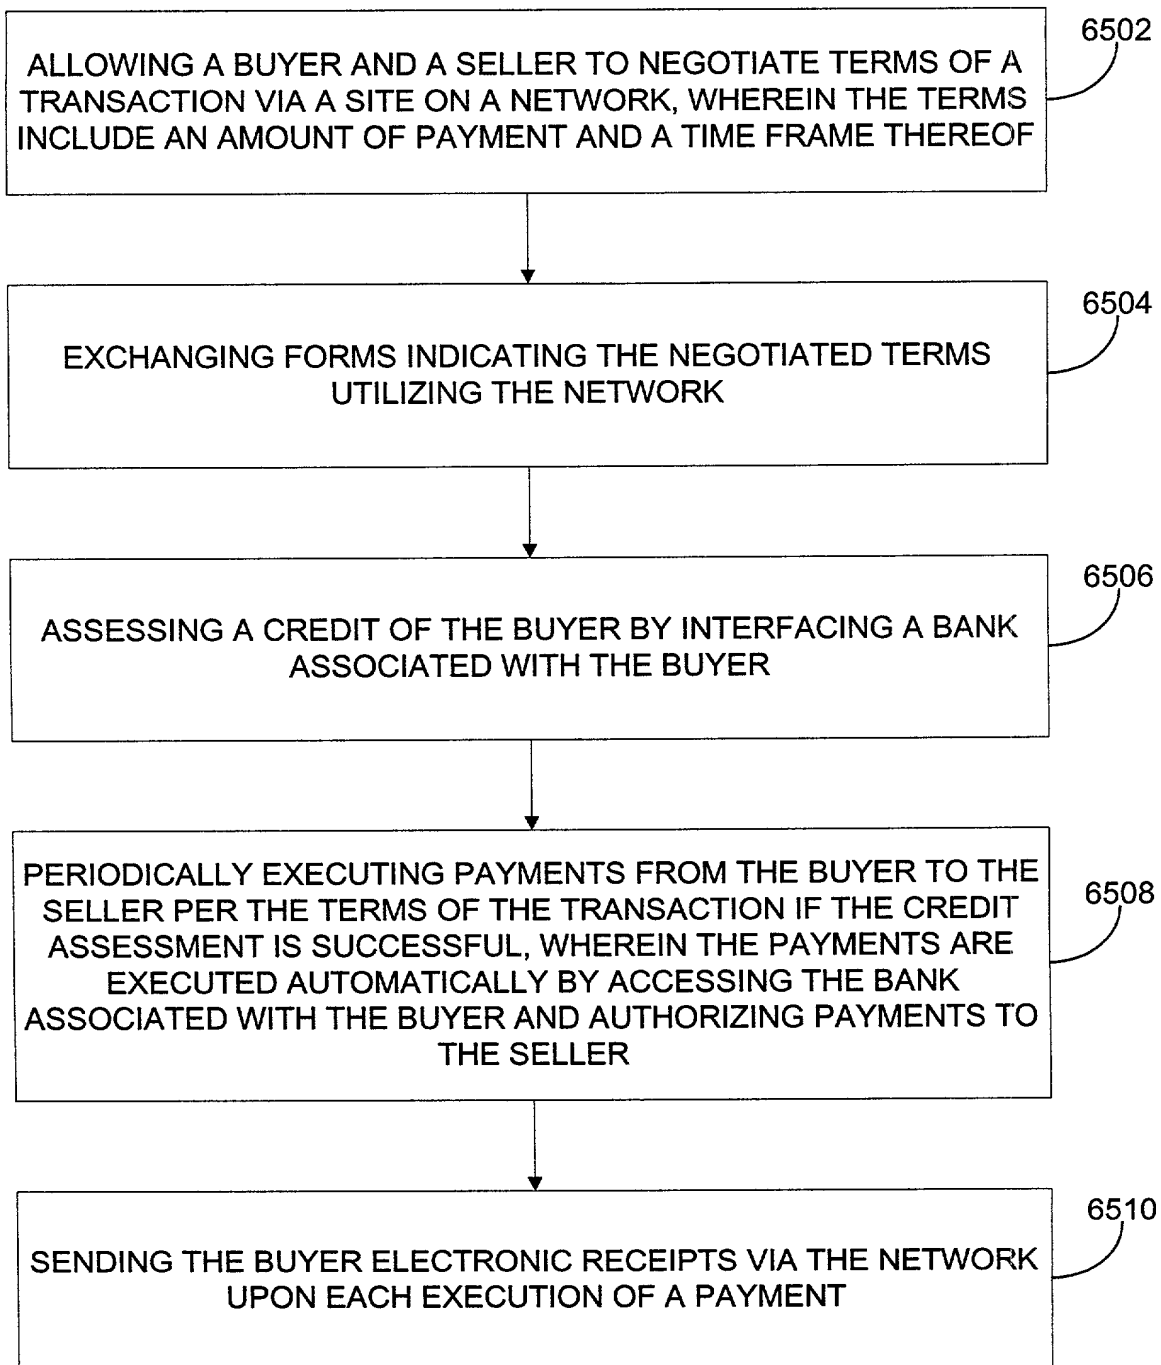 6502
ALLOWING A BUYER AND A SELLER TO NEGOTIATE TERMS OF A
TRANSACTION VIA A SITE ON A NETWORK, WHEREIN THE TERMS
INCLUDE AN AMOUNT OF PAYMENT AND A TIME FRAME THEREOF
6504
EXCHANGING FORMS INDICATING THE NEGOTIATED TERMS
UTILIZING THE NETWORK
6506
ASSESSING A CREDIT OF THE BUYER BY INTERFACING A BANK
ASSOCIATED WITH THE BUYER
PERIODICALLY EXECUTING PAYMENTS FROM THE BUYER TO THE
6508
SELLER PER THE TERMS OF THE TRANSACTION IF THE CREDIT
ASSESSMENT IS SUCCESSFUL, WHEREIN THE PAYMENTS ARE
EXECUTED AUTOMATICALLY BY ACCESSING THE BANK
ASSOCIATED WITH THE BUYER AND AUTHORIZING PAYMENTS TO
THE SELLER
6510
SENDING THE BUYER ELECTRONIC RECEIPTS VIA THE NETWORK
UPON EACH EXECUTION OF A PAYMENT